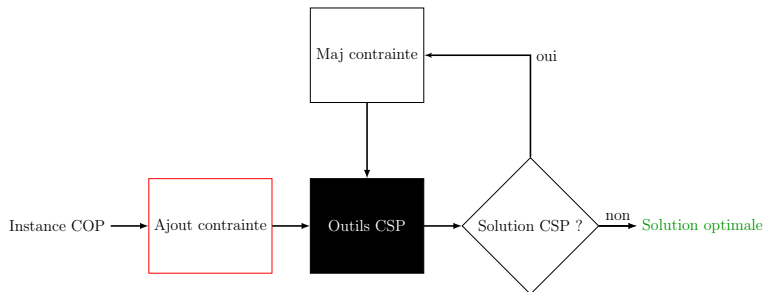 Maj contrainte
oui
Instance COP
Ajout contrainte
Outils CSP
Solution CSP ?
non
Solution optimale